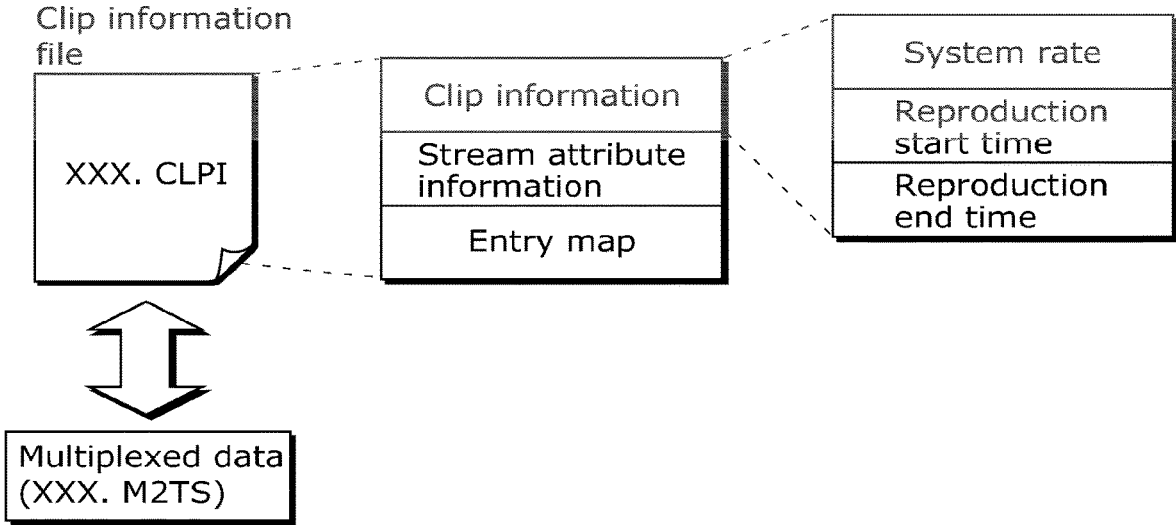 Clip information
file
XXX. CLPI
Multiplexed data
(XXX. M2TS)
Clip information
Stream attribute
information
Entry map
System rate
Reproduction
start time
Reproduction
end time